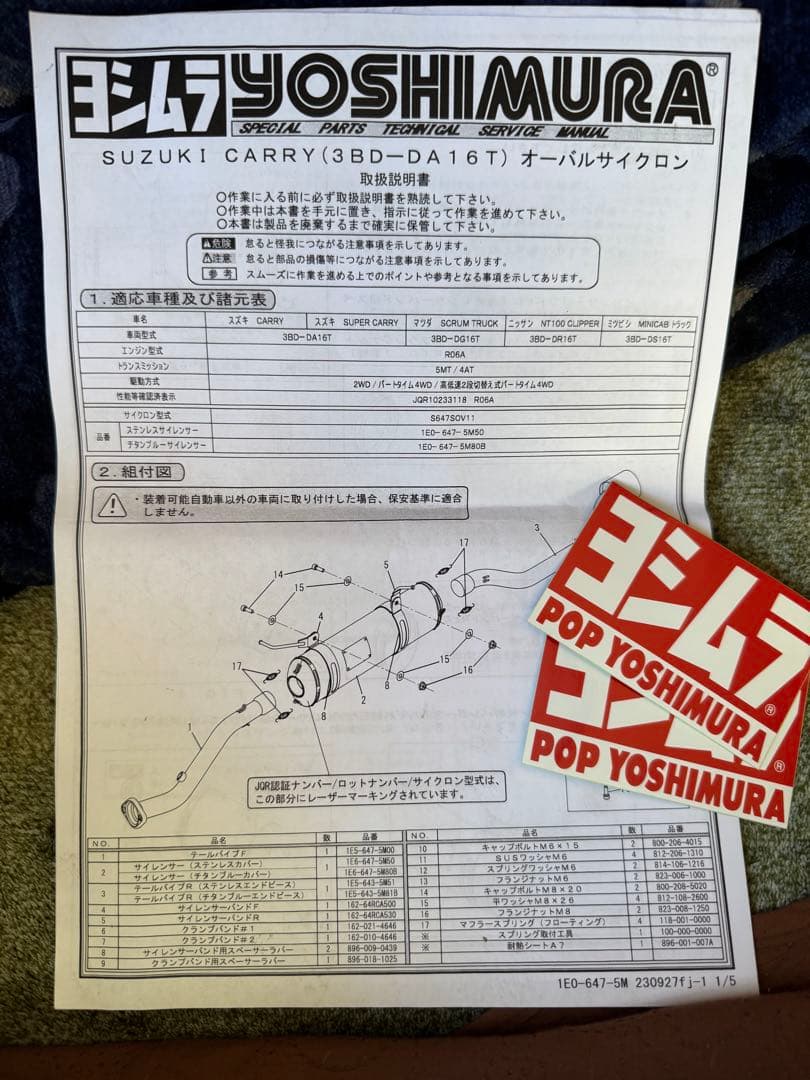 ヨシムラ YOSHIMURA®
SPECIAL PARTS TECHNICAL SERVICE MANUAL
SUZUKI CARRY(3BD-DA16T) オーバルサイクロン
取扱説明書
○作業に入る前に必ず取扱説明書を熟読して下さい。
○作業中は本書を手元に置き、指示に従って作業を進めて下さい。
○本書は製品を廃棄するまで確実に保管して下さい。
⚠危険 怠ると怪我につながる注意事項を示してあります。
⚠注意 怠ると部品の損傷等につながる注意事項を示してあります。
参考 スムーズに作業を進める上でのポイントや参考となる事項を示してあります。
1.適応車種及び諸元表
車名 スズキ CARRY スズキ SUPER CARRY マツダ SCRUM TRUCK ニッサン NT100 CLIPPER ミツビシ MINICAB トラック
車両型式 3BD-DA16T 3BD-DG16T 3BD-DR16T 3BD-DS16T
エンジン型式 R06A
トランスミッション 5MT / 4AT
駆動方式 2WD / パートタイム4WD / 高低速2段切替え式パートタイム4WD
性能等確認済表示 JQR10233118 R06A
サイクロン型式 S647SOV11
品番 ステンレスサイレンサー 1E0-647-5M50
チタンブルーサイレンサー 1E0-647-5M80B
2.組付図
・装着可能自動車以外の車両に取り付けした場合、保安基準に適合
しません。
3
17
5
14
15
4
17
15
16
8
2
8
1
JQR認証ナンバー/ロットナンバー/サイクロン型式は、
この部分にレーザーマーキングされています。
ヨシムラ®
POP YOSHIMURA
®
POP YOSHIMURA
NO. 品名 数 品番
1 テールパイプF 1 1E5-647-5M00
2 サイレンサー (ステンレスカバー) 1 1E6-647-5M50
サイレンサー (チタンブルーカバー) 1E6-647-5M80B
3 テールパイプR (ステンレスエンドピース) 1 1E5-643-5M51
テールパイプR (チタンブルーエンドピース) 1E5-643-5M81B
4 サイレンサーバンドF 1 162-64RCA500
5 サイレンサーバンドR 1 162-64RCA530
6 クランプバンド#1 1 162-021-4646
7 クランプバンド#2 1 162-010-4646
8 サイレンサーバンド用スペーサーラバー 2 896-009-0439
9 クランプバンド用スペーサーラバー 1 896-018-1025
NO. 品名 数 品番
10 キャップボルトM6×15 2 800-206-4015
11 SUSワッシャM6 4 812-206-1310
12 スプリングワッシャM6 2 814-106-1216
13 フランジナットM6 2 823-006-1000
14 キャップボルトM8×20 2 800-208-5020
15 平ワッシャM8×26 4 812-108-2600
16 フランジナットM8 2 823-008-1250
17 マフラースプリング (フローティング) 4 118-001-0000
※ スプリング取付工具 1 100-000-0000
※ 耐熱シートA7 1 896-001-007A
1E0-647-5M 230927fj-1 1/5